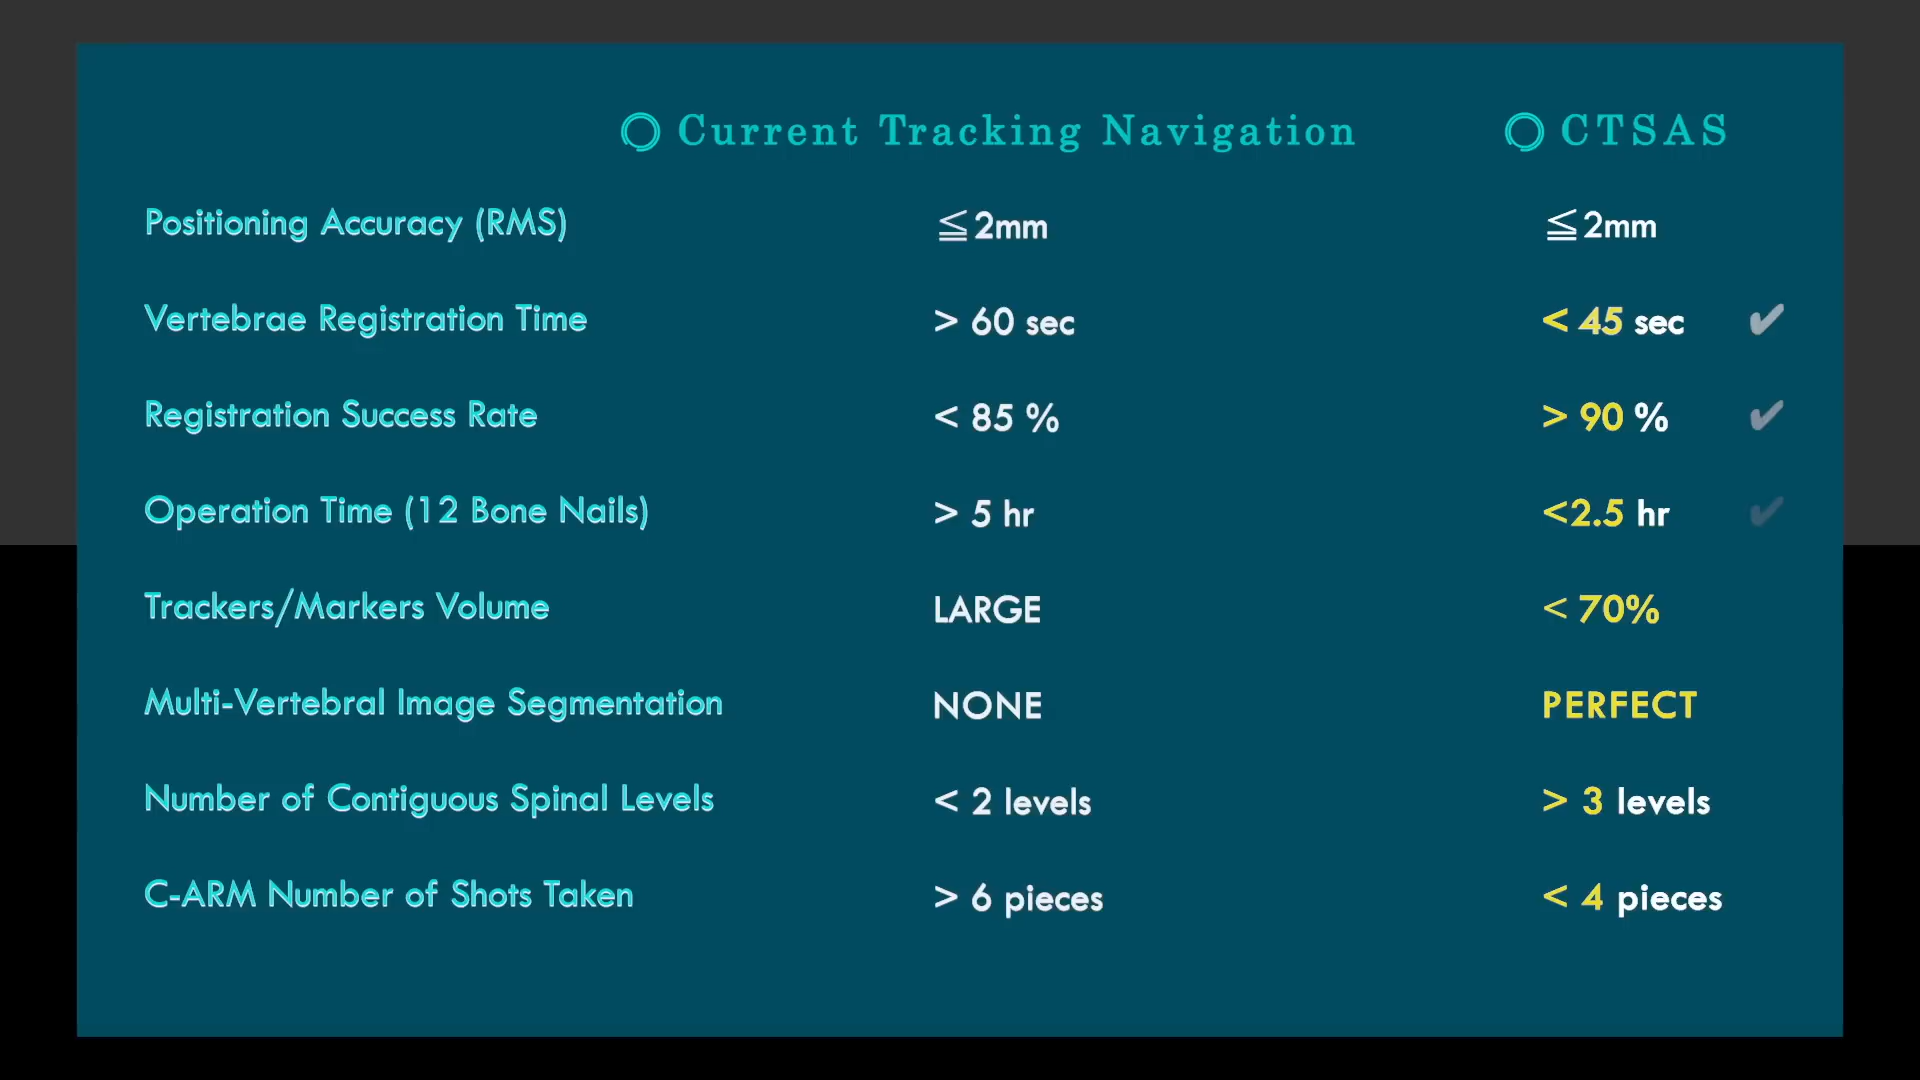 Current Tracking Navigation CTSAS
Positioning Accuracy (RMS) ≦2mm ≦2mm
Vertebrae Registration Time > 60 sec < 45 sec ✔
Registration Success Rate < 85 % > 90 % ✔
Operation Time (12 Bone Nails) > 5 hr <2.5 hr ✔
Trackers/Markers Volume LARGE < 70%
Multi-Vertebral Image Segmentation NONE PERFECT
Number of Contiguous Spinal Levels < 2 levels > 3 levels
C-ARM Number of Shots Taken > 6 pieces < 4 pieces